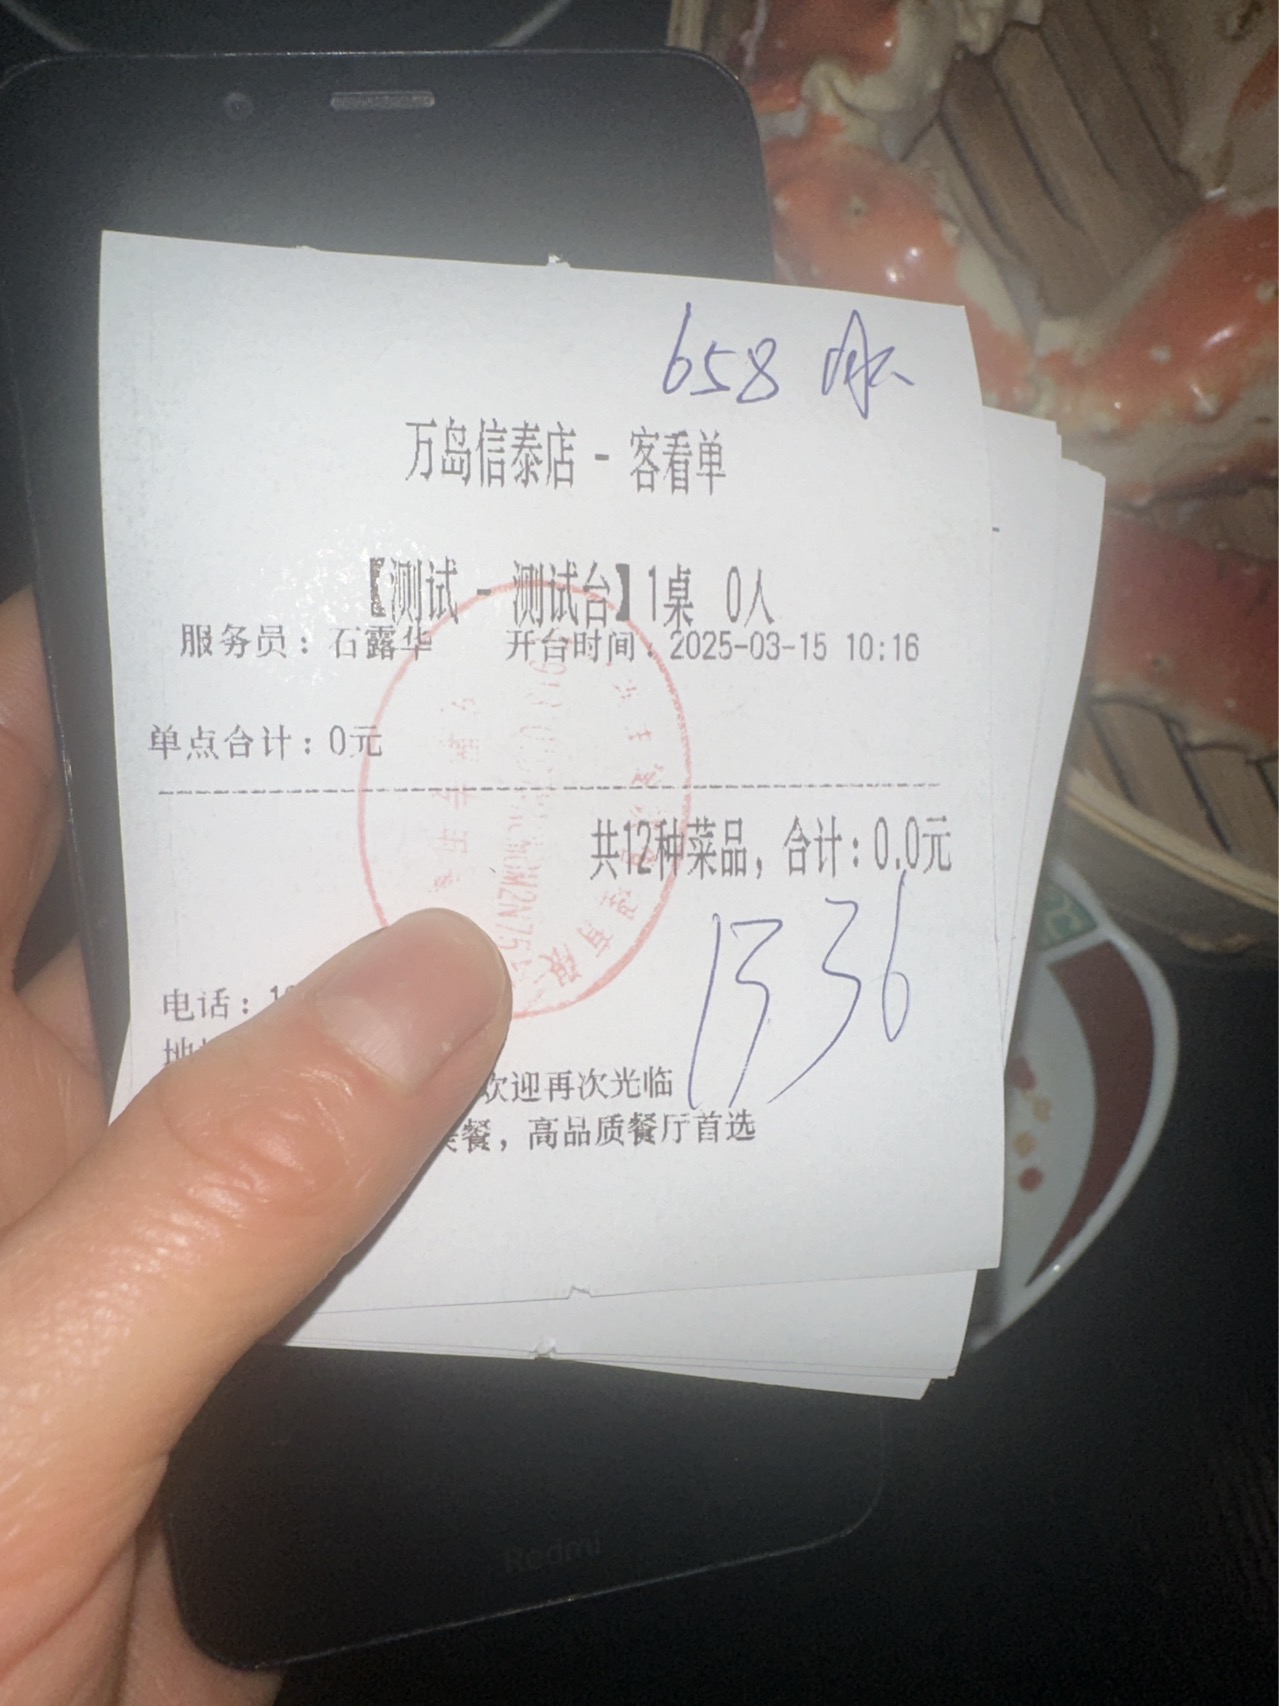 658
万岛信泰店 - 客看单
【测试 - 测试台】1桌 0人
服务员：石露华 开台时间：2025-03-15 10:16
单点合计：0元
共12种菜品，合计：0.0元
电话：1
欢迎再次光临
餐，高品质餐厅首选
Redmi